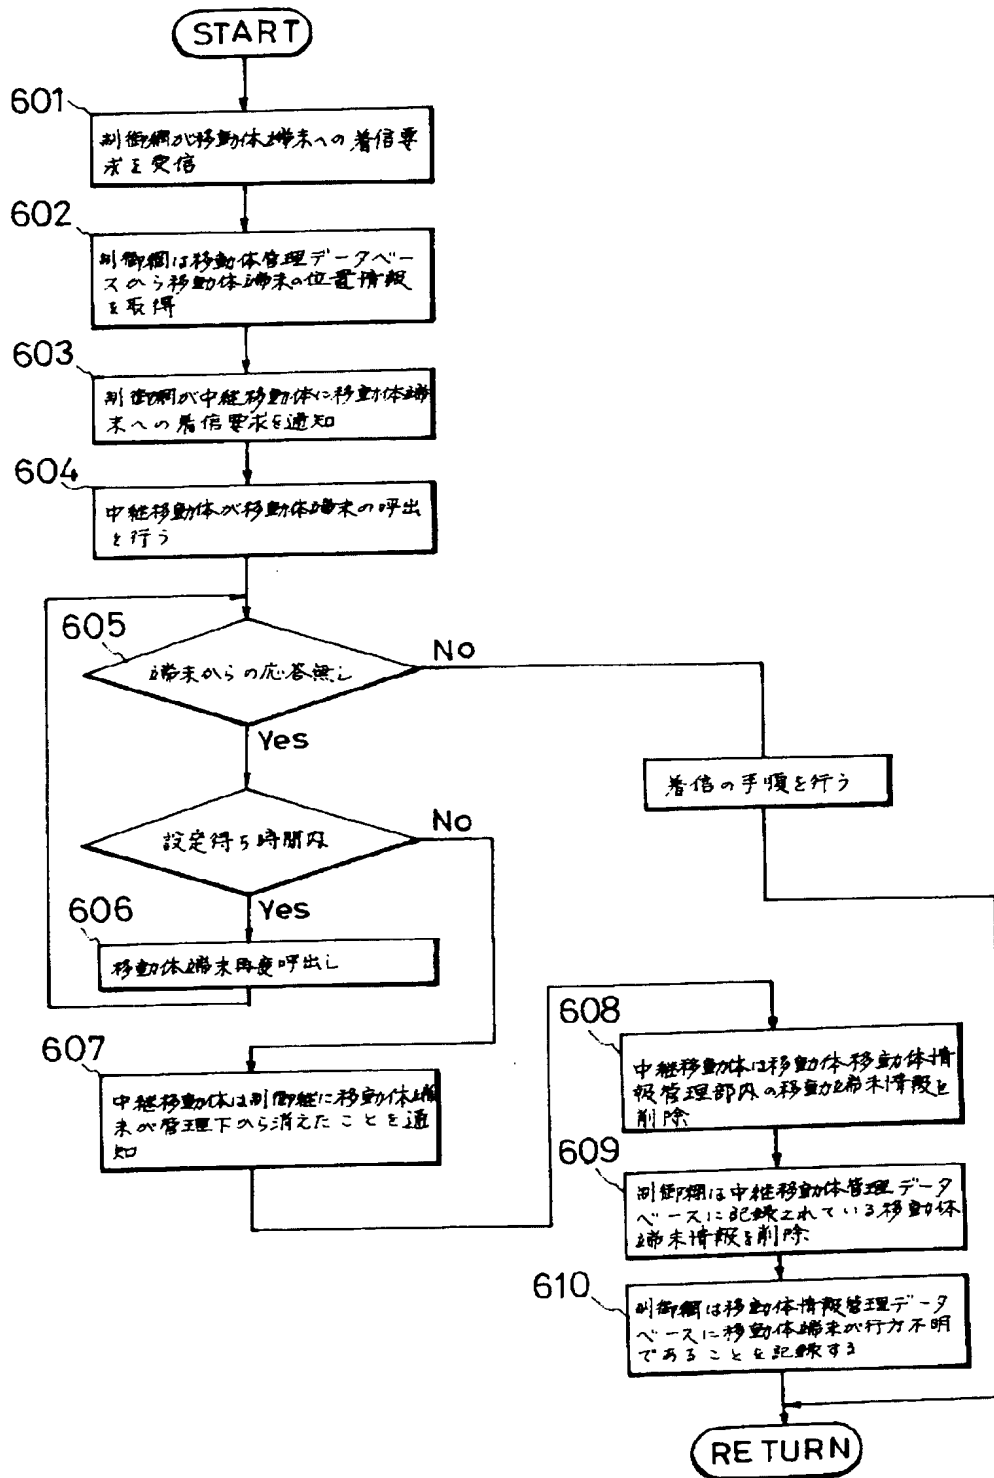 START
601
制御網が移動体端末への着信要
求を受信
602
制御網は移動体管理データベー
スから移動体端末の位置情報
を取得
603
制御網が中継移動体に移動体端
末への着信要求を通知
604
中継移動体が移動体端末の呼出
を行う
605
端末からの応答無し
No
Yes
着信の手順を行う
設定待ち時間内
No
Yes
606
移動体端末再度呼出し
607
中継移動体は制御継に移動体端
末が管理下から消えたことを通
知
608
中継移動体は移動体移動体情
報管理部内の移動体端末情報を
削除
609
制御網は中継移動体管理データ
ベースに記録されている移動体
端末情報を削除
610
制御網は移動体情報管理データ
ベースに移動体端末が行方不明
であることを記録する
RETURN